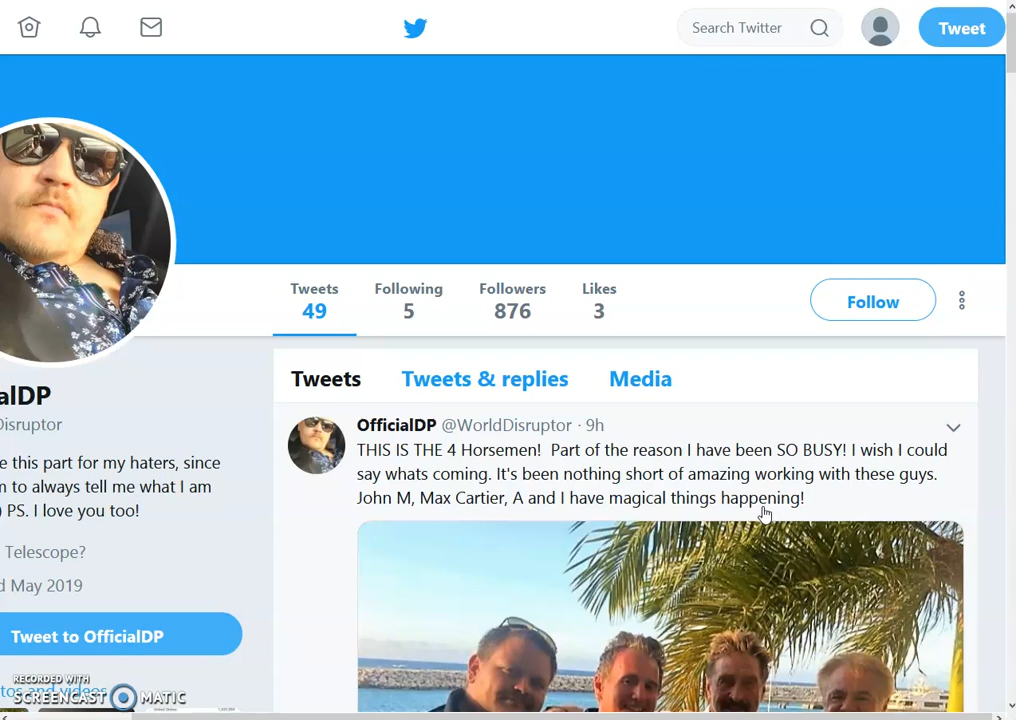 Search Twitter
Tweet
Tweets
Following
Followers
Likes
49
5
876
3
Follow
alDP
Disruptor
e this part for my haters, since
m to always tell me what I am
) PS. I love you too!
Telescope?
d May 2019
Tweet to OfficialDP
tos and videos
Tweets
Tweets & replies
Media
OfficialDP @WorldDisruptor · 9h
THIS IS THE 4 Horsemen! Part of the reason I have been SO BUSY! I wish I could
say whats coming. It's been nothing short of amazing working with these guys.
John M, Max Cartier, A and I have magical things happening!
RECORDED WITH
SCREENCAST MATIC